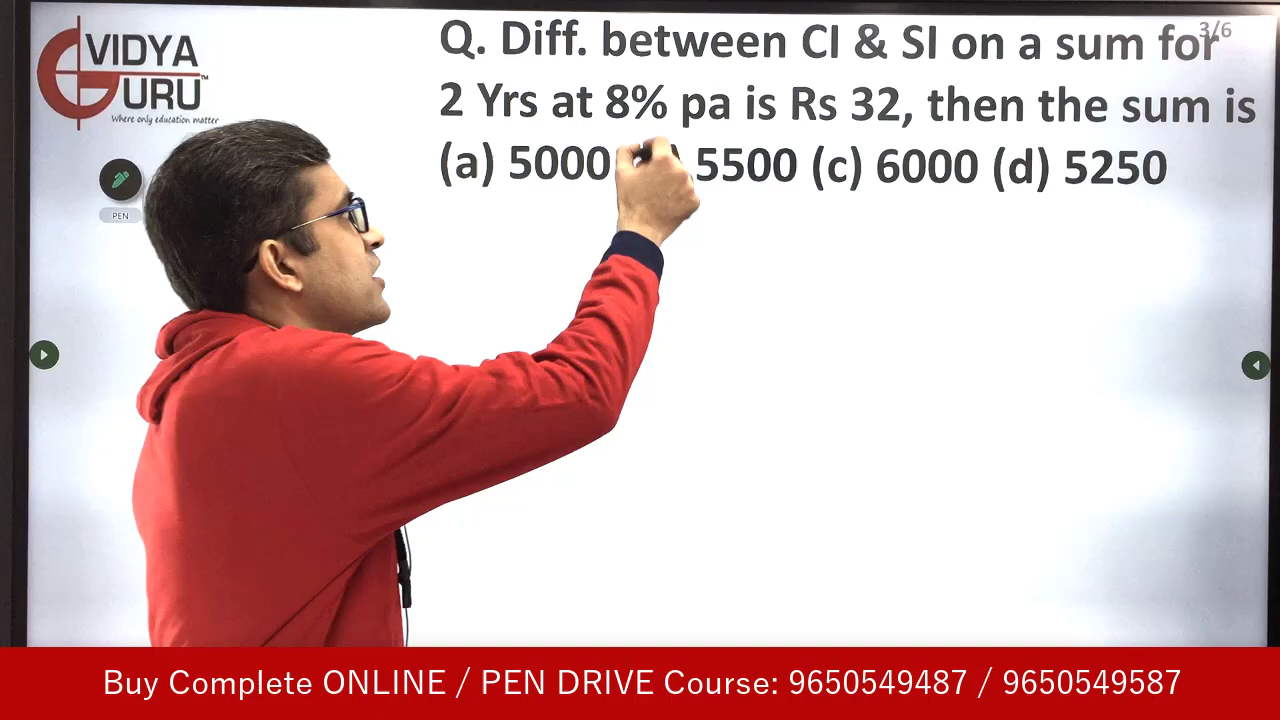 VIDYA
GURU™
Where only education matter
PEN
3/6
Q. Diff. between CI & SI on a sum for
2 Yrs at 8% pa is Rs 32, then the sum is
(a) 5000 5500 (c) 6000 (d) 5250
Buy Complete ONLINE / PEN DRIVE Course: 9650549487 / 9650549587